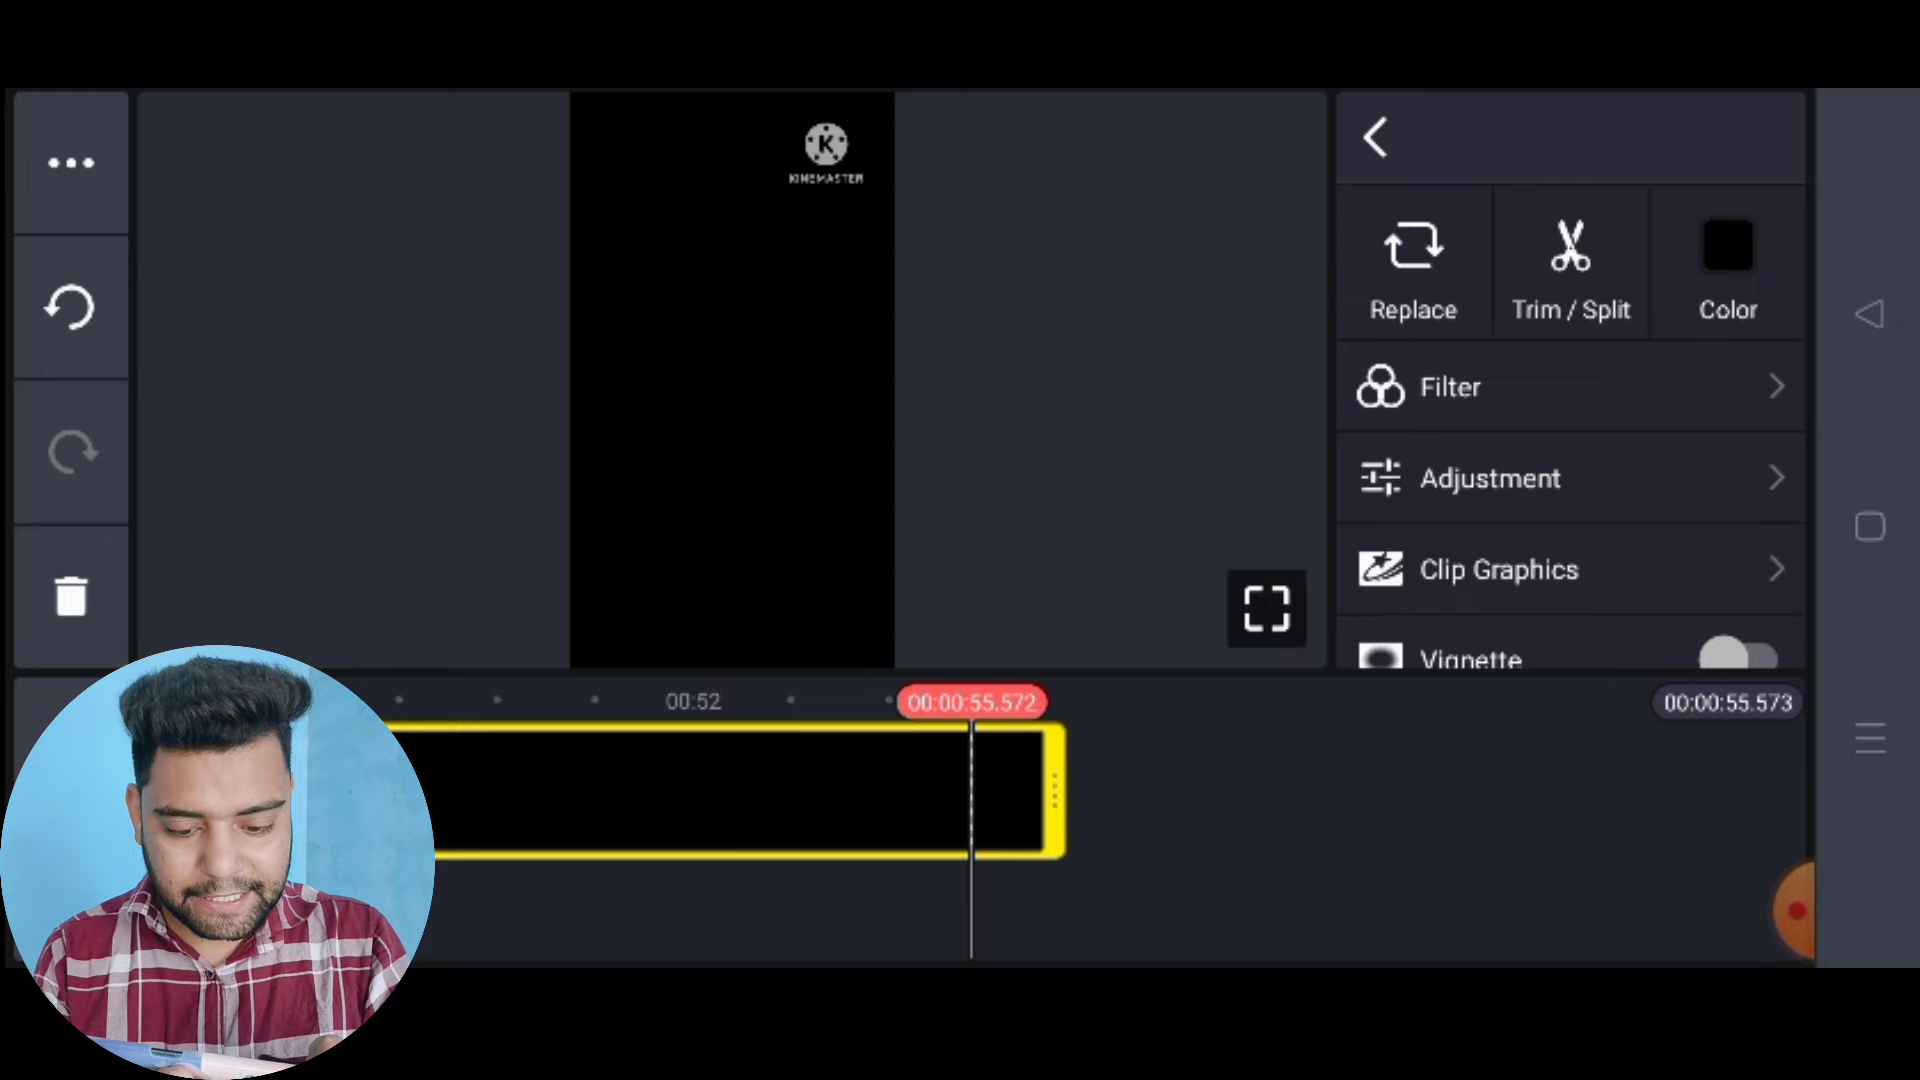 KINEMASTER
Replace
Trim / Split
Color
Filter
Adjustment
Clip Graphics
Vignette
00:52
00:00:55.572
00:00:55.573